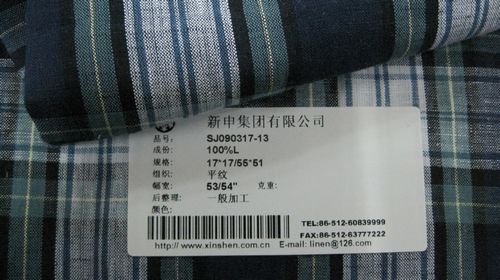 新申集团有限公司
品号: SJ090317-13
成份: 100%L
规格: 17*17/55*51
组织: 平纹
幅宽: 53/54" 克重:
后整理: 一般加工
颜色:
TEL:86-512-60839999
FAX:86-512-63777222
http://www.xinshen.com.cn E-mail: linen@126.com